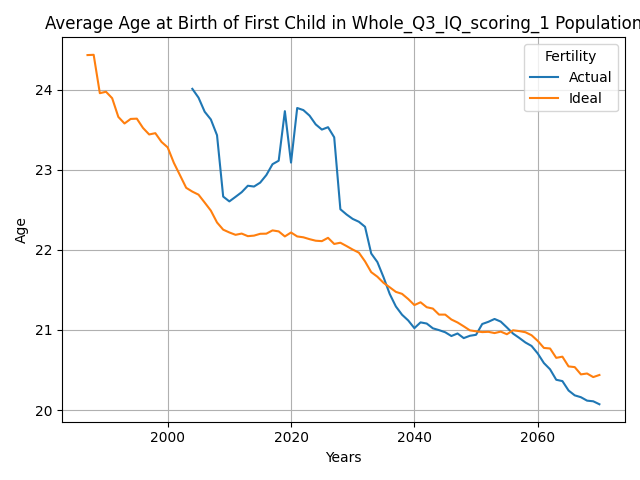 Average Age at Birth of First Child in Whole_Q3_IQ_scoring_1 Population
Fertility
Actual
Ideal
24
23
22
21
20
Age
2000
2020
2040
2060
Years